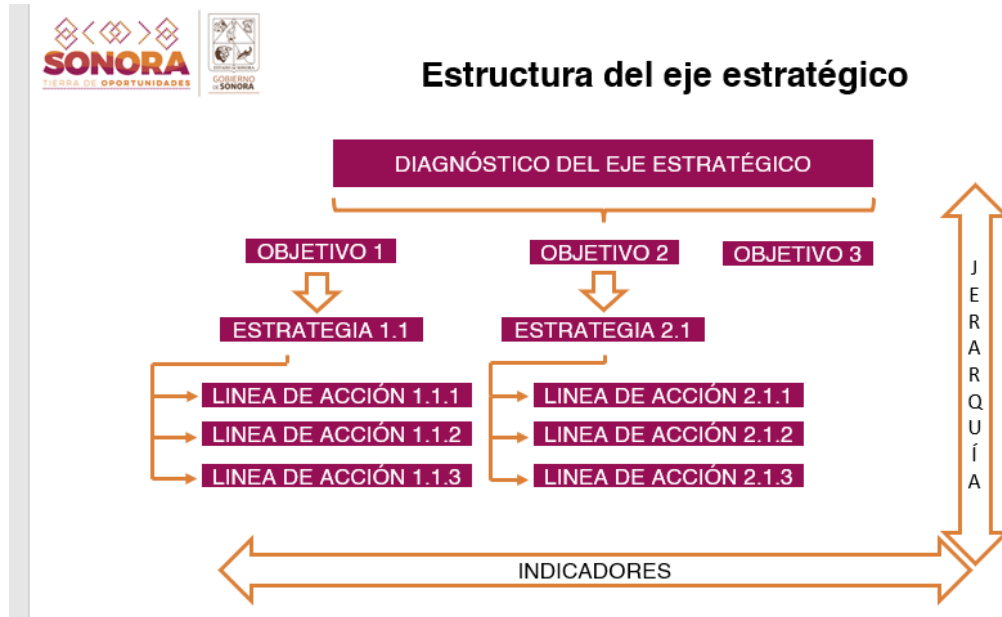 SONORA
TIERRA DE OPORTUNIDADES
GOBIERNO
DE SONORA
Estructura del eje estratégico
DIAGNÓSTICO DEL EJE ESTRATÉGICO
OBJETIVO 1
OBJETIVO 2
OBJETIVO 3
ESTRATEGIA 1.1
ESTRATEGIA 2.1
LINEA DE ACCIÓN 1.1.1
LINEA DE ACCIÓN 1.1.2
LINEA DE ACCIÓN 1.1.3
LINEA DE ACCIÓN 2.1.1
LINEA DE ACCIÓN 2.1.2
LINEA DE ACCIÓN 2.1.3
JERARQUÍA
INDICADORES